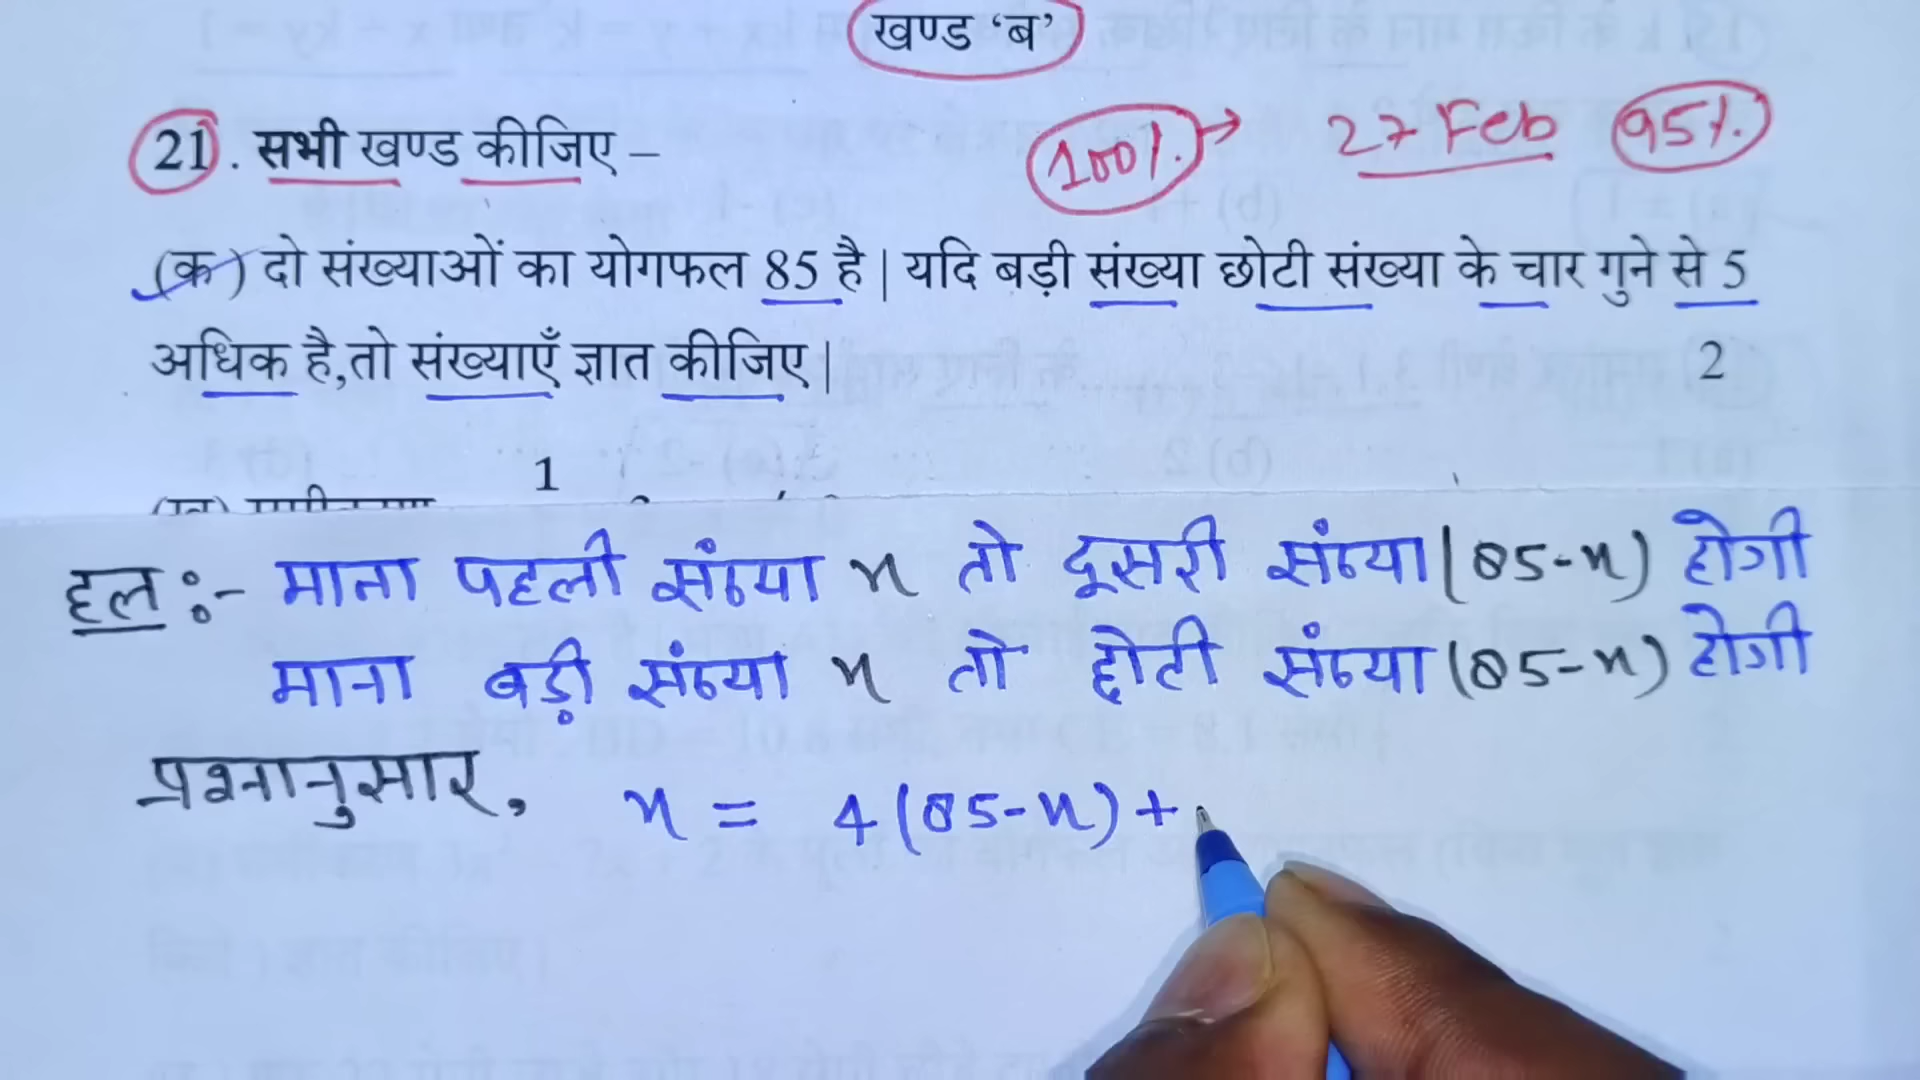 खण्ड ‘ब’
21. सभी खण्ड कीजिए –
100%. → 27 Feb 95%.
(क) दो संख्याओं का योगफल 85 है | यदि बड़ी संख्या छोटी संख्या के चार गुने से 5
अधिक है,तो संख्याएँ ज्ञात कीजिए | 2
1
हल :- माना पहली संख्या x तो दूसरी संख्या (85-x) होगी
माना बड़ी संख्या x तो छोटी संख्या (85-x) होगी
प्रश्नानुसार, x = 4(85-x) +